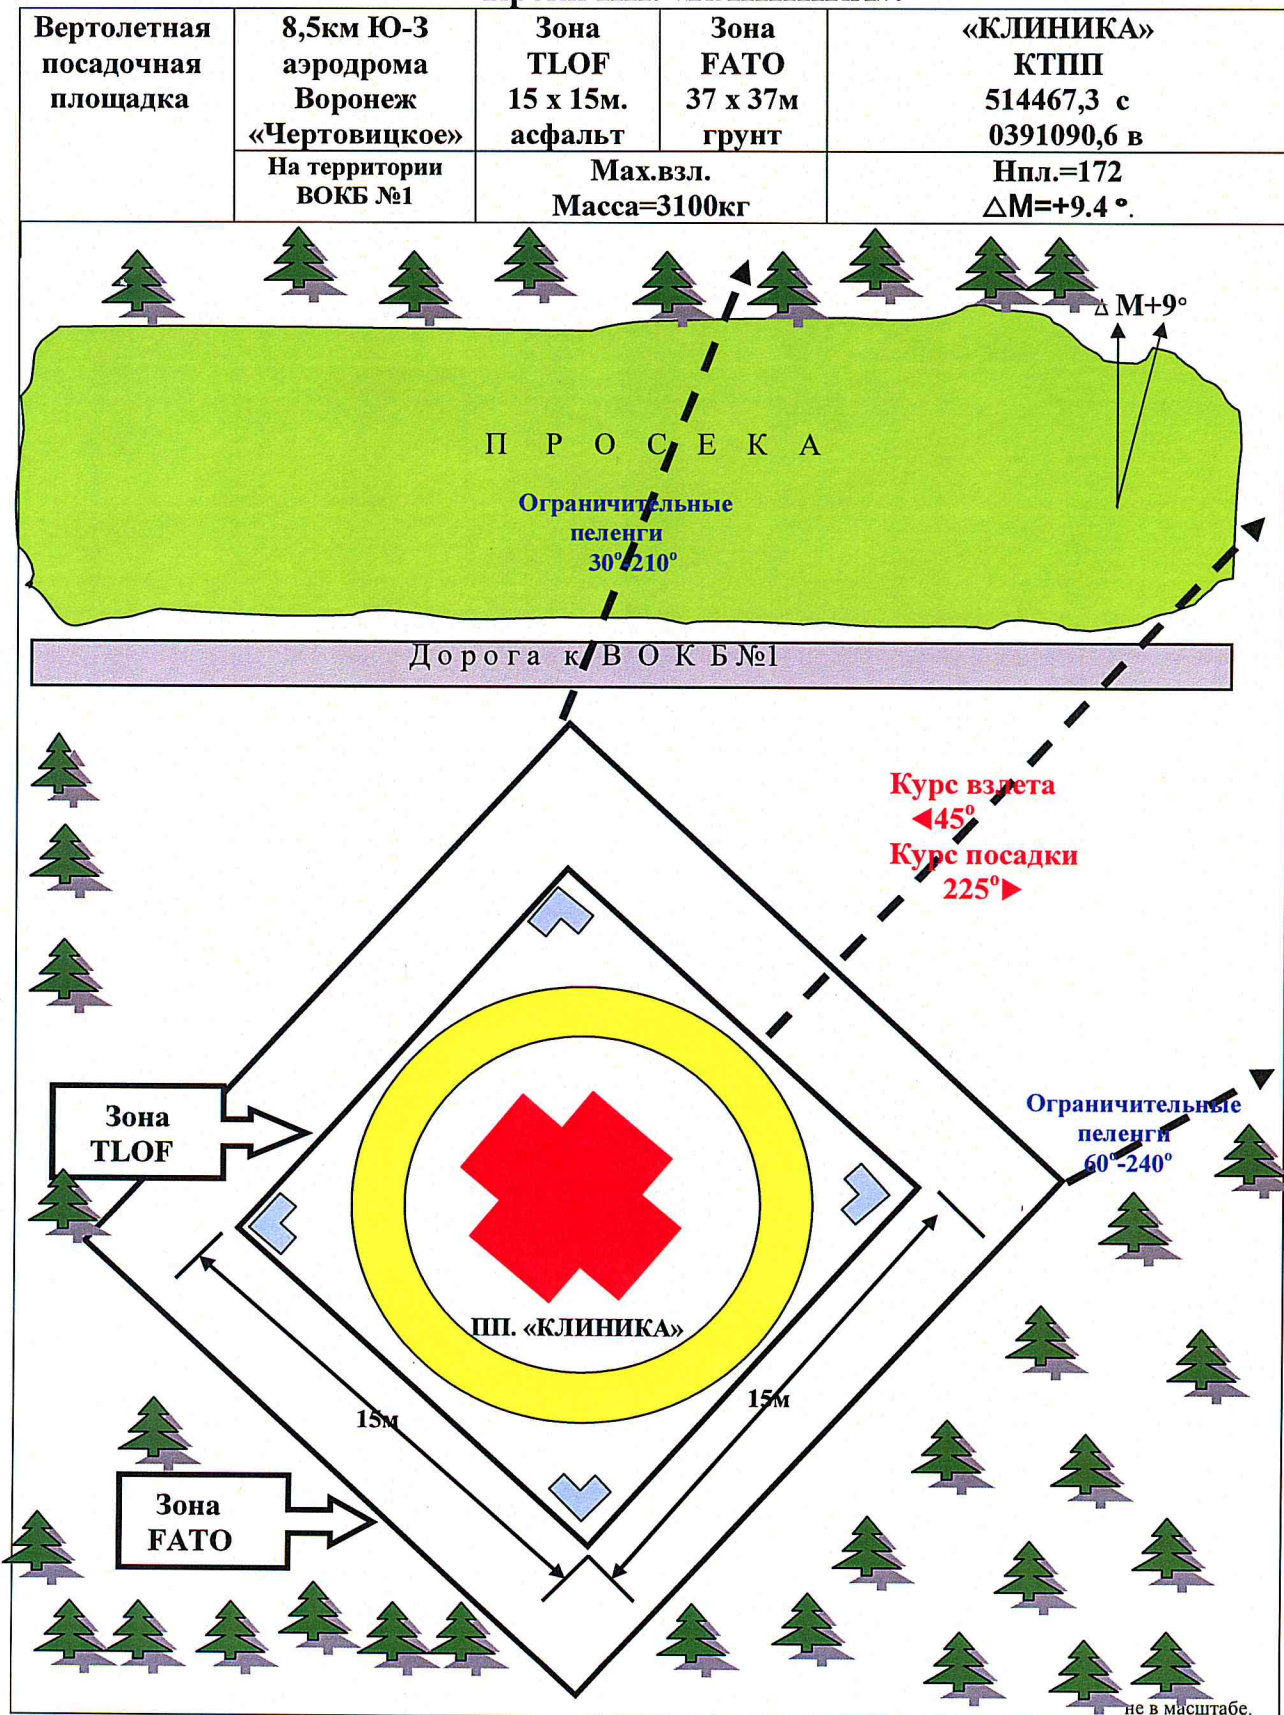 Вертолетная
посадочная
площадка
8,5км Ю-З
аэродрома
Воронеж
«Чертовицкое»
Зона
TLOF
15 х 15м.
асфальт
Зона
FATO
37 х 37м
грунт
«КЛИНИКА»
КТПП
514467,3 с
0391090,6 в
На территории
ВОКБ №1
Мах.взл.
Масса=3100кг
Нпл.=172
△М=+9.4 °.
△ М+9°
П Р О С Е К А
Ограничительные
пеленги
30°-210°
Дорога к ВОКБ№1
Курс взлета
◀45°
Курс посадки
225°▶
Зона
TLOF
Ограничительные
пеленги
60°-240°
ПП. «КЛИНИКА»
15м
15м
Зона
FATO
не в масштабе.